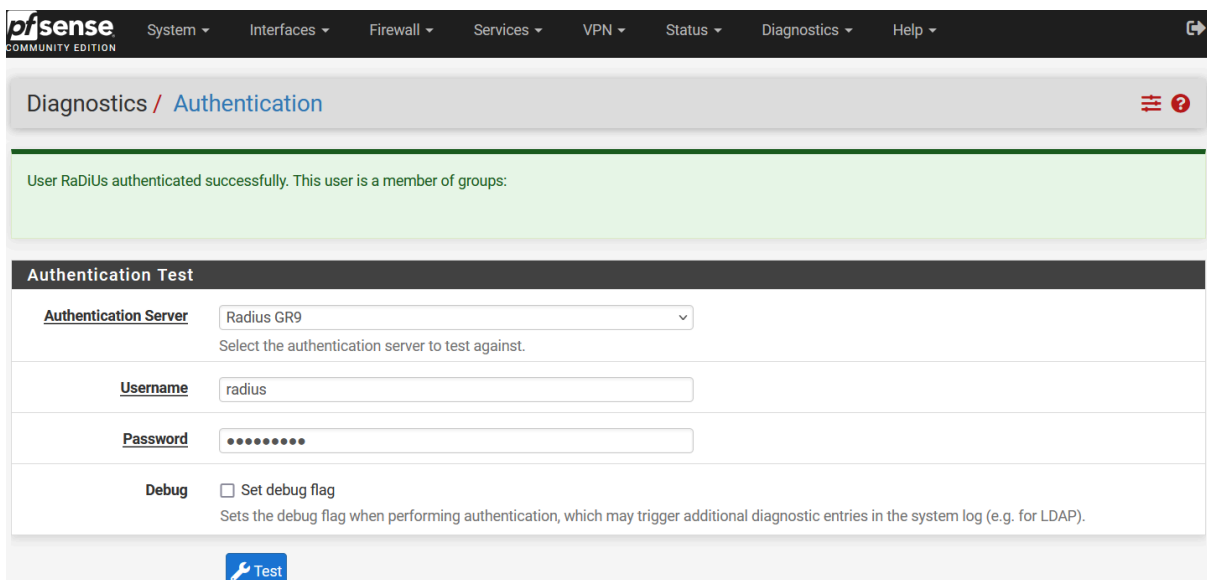 pfsense
COMMUNITY EDITION
System Interfaces Firewall Services VPN Status Diagnostics Help
Diagnostics / Authentication
User RaDiUs authenticated successfully. This user is a member of groups:
Authentication Test
Authentication Server Radius GR9
Select the authentication server to test against.
Username radius
Password •••••••••
Debug Set debug flag
Sets the debug flag when performing authentication, which may trigger additional diagnostic entries in the system log (e.g. for LDAP).
Test